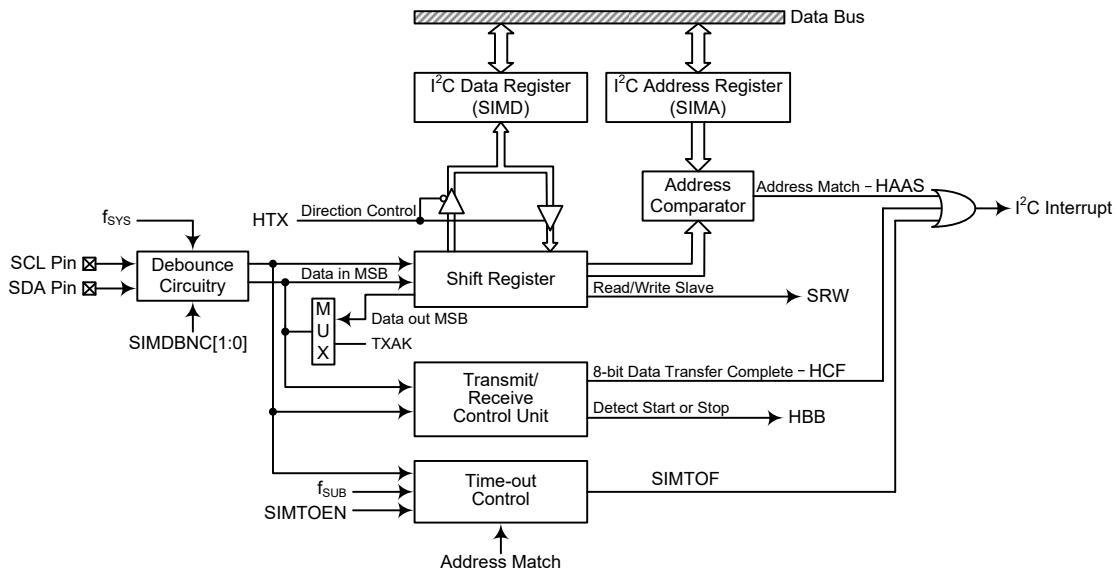 Data Bus
I²C Data Register
(SIMD)
I²C Address Register
(SIMA)
Address
Comparator
Address Match – HAAS
I²C Interrupt
HTX
Direction Control
fSYS
SCL Pin
SDA Pin
Debounce
Circuitry
SIMDBNC[1:0]
Data in MSB
Shift Register
Read/Write Slave
SRW
M
U
X
Data out MSB
TXAK
Transmit/
Receive
Control Unit
8-bit Data Transfer Complete – HCF
Detect Start or Stop
HBB
Time-out
Control
fSUB
SIMTOEN
SIMTOF
Address Match